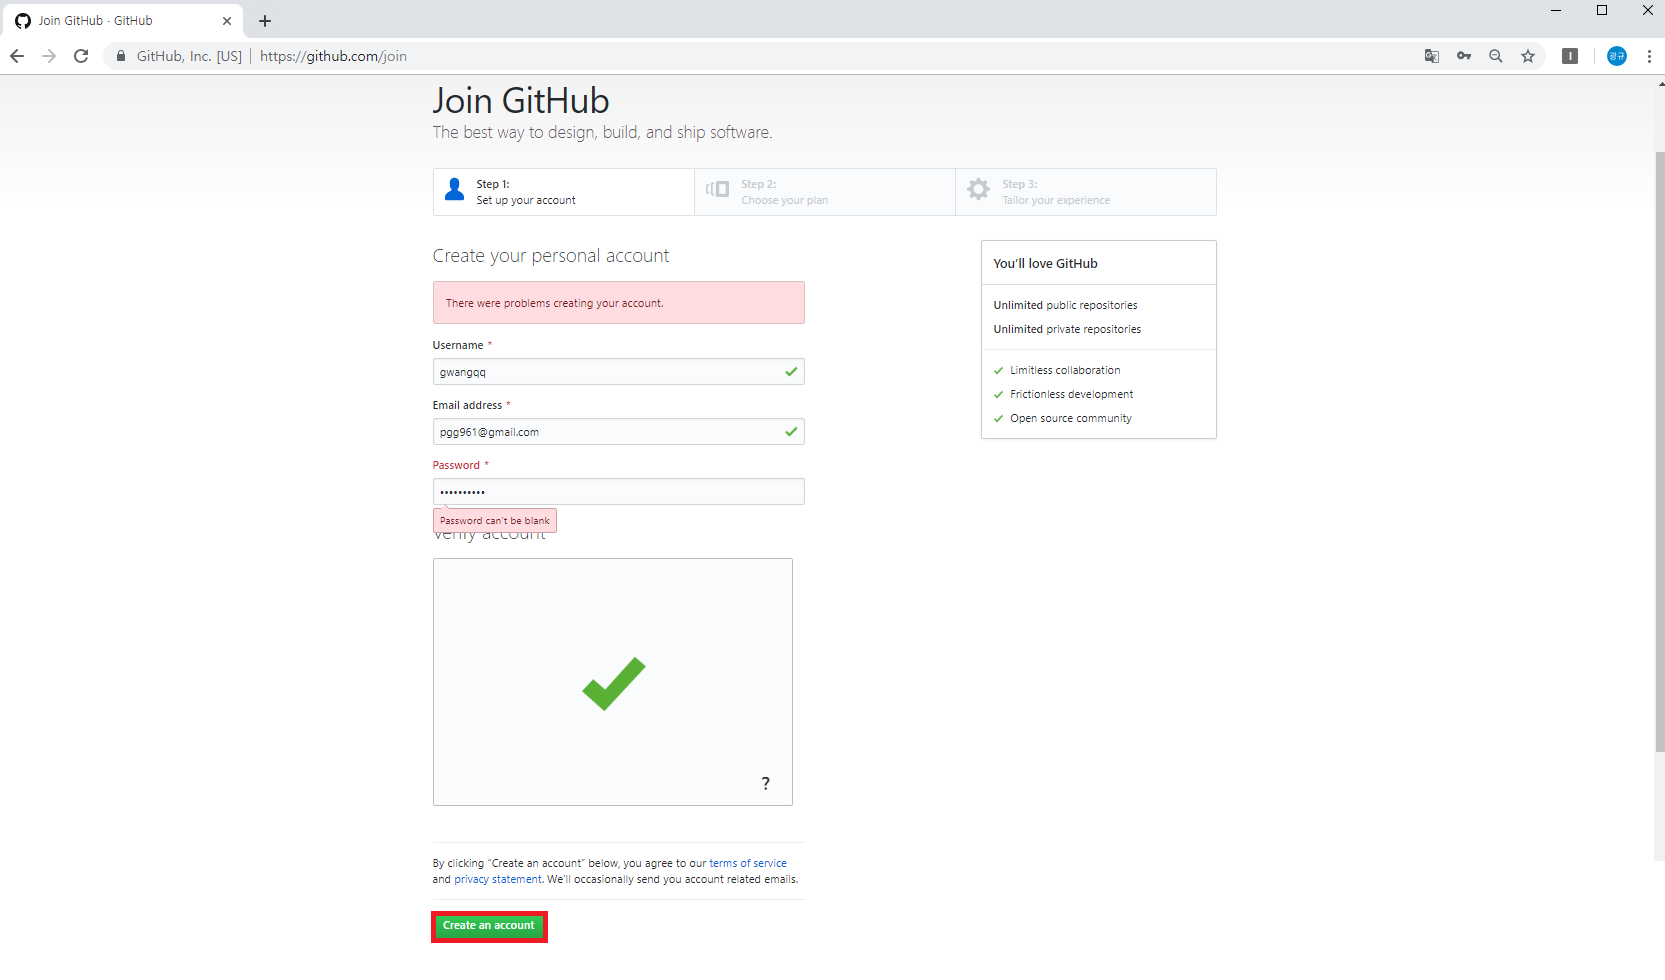 Join GitHub · GitHub
GitHub, Inc. [US] | https://github.com/join
광규
Join GitHub
The best way to design, build, and ship software.
Step 1:
Set up your account
Step 2:
Choose your plan
Step 3:
Tailor your experience
Create your personal account
There were problems creating your account.
Username *
gwangqq
Email address *
pgg961@gmail.com
Password *
••••••••••
Password can't be blank
Verify account
?
By clicking "Create an account" below, you agree to our terms of service
and privacy statement. We'll occasionally send you account related emails.
Create an account
You'll love GitHub
Unlimited public repositories
Unlimited private repositories
Limitless collaboration
Frictionless development
Open source community